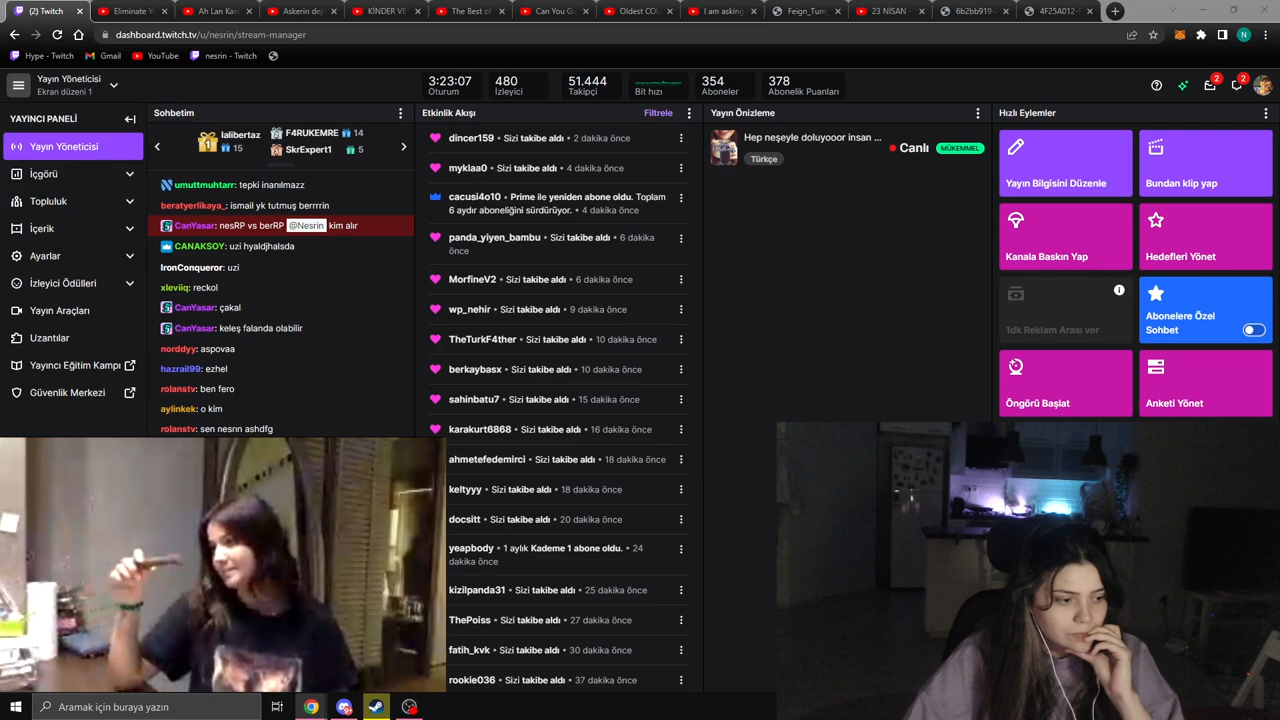 (2) Twitch
Eliminate Y
Ah Lan Kan
Askerin dep
KİNDER VE
The Best of
Can You Gu
Oldest COU
I am asking
Feign_Tum
23 NİSAN -
6b2bb919-
4F25A012-
dashboard.twitch.tv/u/nesrin/stream-manager
N
Hype - Twitch
Gmail
YouTube
nesrin - Twitch
Yayın Yöneticisi
Ekran düzeni 1
3:23:07
Oturum
480
İzleyici
51.444
Takipçi
Bit hızı
354
Aboneler
378
Abonelik Puanları
2
2
YAYINCI PANELİ
Yayın Yöneticisi
İçgörü
Topluluk
İçerik
Ayarlar
İzleyici Ödülleri
Yayın Araçları
Uzantılar
Yayıncı Eğitim Kampı
Güvenlik Merkezi
Sohbetim
1
lalibertaz
15
F4RUKEMRE 14
SkrExpert1 5
umuttmuhtarr: tepki inanılmazz
beratyerlikaya_: ismail yk tutmuş berrrin
CanYasar: nesRP vs berRP @Nesrin kim alır
CANAKSOY: uzi hyaldjhalsda
IronConqueror: uzi
xleviiq: reckol
CanYasar: çakal
CanYasar: keleş falanda olabilir
norddyy: aspovaa
hazrail99: ezhel
rolanstv: ben fero
aylinkek: o kim
rolanstv: sen nesrın ashdfg
Etkinlik Akışı
Filtrele
dincer159 • Sizi takibe aldı • 2 dakika önce
myklaa0 • Sizi takibe aldı • 4 dakika önce
cacusi4o10 • Prime ile yeniden abone oldu. Toplam
6 aydır aboneliğini sürdürüyor. • 4 dakika önce
panda_yiyen_bambu • Sizi takibe aldı • 6 dakika
önce
MorfineV2 • Sizi takibe aldı • 6 dakika önce
wp_nehir • Sizi takibe aldı • 9 dakika önce
TheTurkF4ther • Sizi takibe aldı • 10 dakika önce
berkaybasx • Sizi takibe aldı • 10 dakika önce
sahinbatu7 • Sizi takibe aldı • 15 dakika önce
karakurt6868 • Sizi takibe aldı • 16 dakika önce
ahmetefedemirci • Sizi takibe aldı • 18 dakika önce
keltyyy • Sizi takibe aldı • 18 dakika önce
docsitt • Sizi takibe aldı • 20 dakika önce
yeapbody • 1 aylık Kademe 1 abone oldu. • 24
dakika önce
kizilpanda31 • Sizi takibe aldı • 25 dakika önce
ThePoiss • Sizi takibe aldı • 27 dakika önce
fatih_kvk • Sizi takibe aldı • 30 dakika önce
rookie036 • Sizi takibe aldı • 37 dakika önce
Yayın Önizleme
Hep neşeyle doluyooor insan ...
Türkçe
Canlı
MÜKEMMEL
Hızlı Eylemler
Yayın Bilgisini Düzenle
Bundan klip yap
Kanala Baskın Yap
Hedefleri Yönet
1dk Reklam Arası ver
Abonelere Özel
Sohbet
Öngörü Başlat
Anketi Yönet
Aramak için buraya yazın